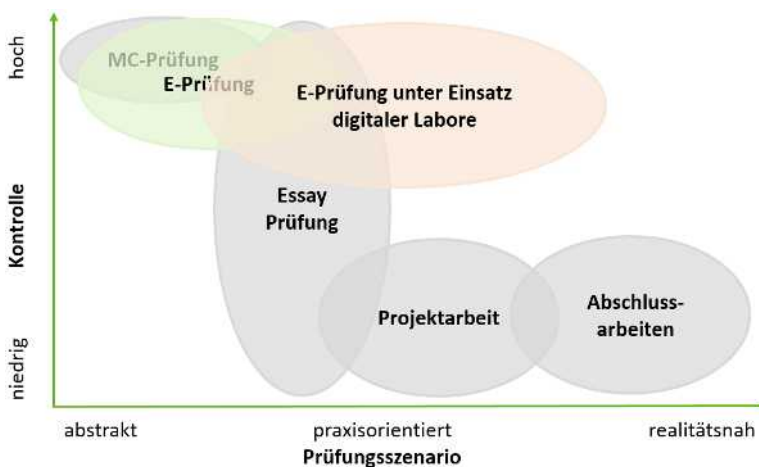 hoch
MC-Prüfung
E-Prüfung
E-Prüfung unter Einsatz
digitaler Labore
Kontrolle
Essay
Prüfung
Projektarbeit
Abschluss-
arbeiten
niedrig
abstrakt
praxisorientiert
realitätsnah
Prüfungsszenario